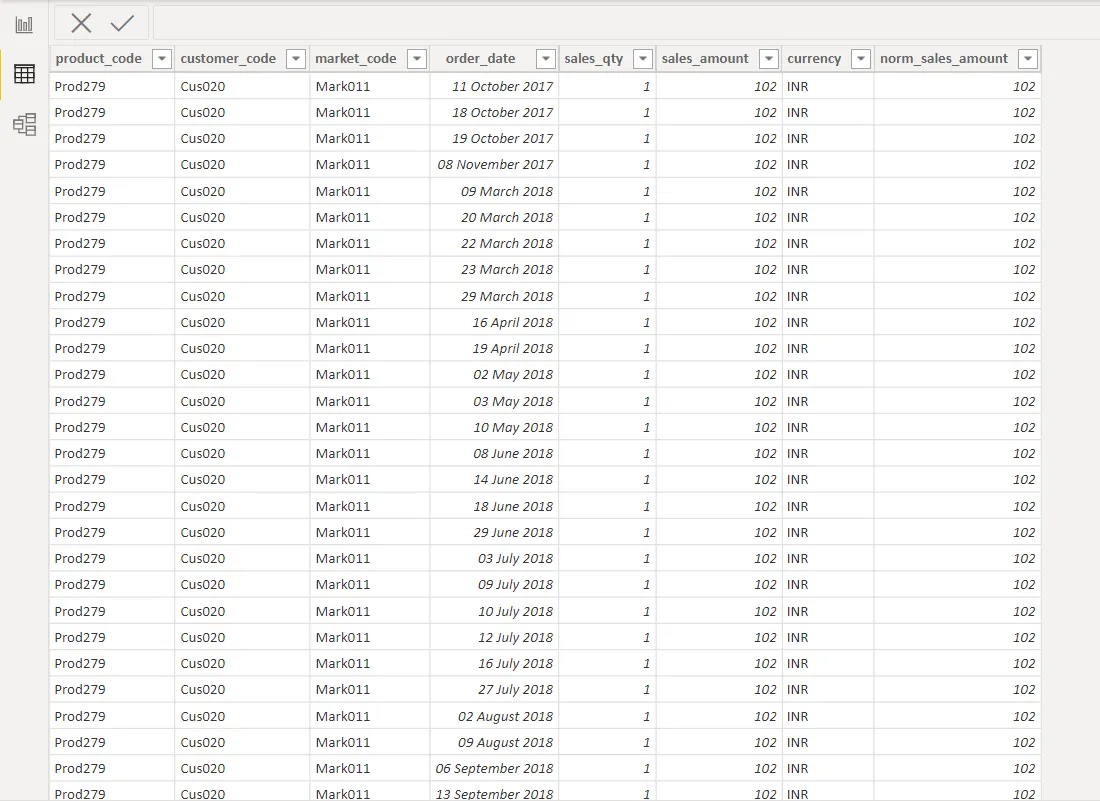 product_code customer_code market_code order_date sales_qty sales_amount currency norm_sales_amount
Prod279 Cus020 Mark011 11 October 2017 1 102 INR 102
Prod279 Cus020 Mark011 18 October 2017 1 102 INR 102
Prod279 Cus020 Mark011 19 October 2017 1 102 INR 102
Prod279 Cus020 Mark011 08 November 2017 1 102 INR 102
Prod279 Cus020 Mark011 09 March 2018 1 102 INR 102
Prod279 Cus020 Mark011 20 March 2018 1 102 INR 102
Prod279 Cus020 Mark011 22 March 2018 1 102 INR 102
Prod279 Cus020 Mark011 23 March 2018 1 102 INR 102
Prod279 Cus020 Mark011 29 March 2018 1 102 INR 102
Prod279 Cus020 Mark011 16 April 2018 1 102 INR 102
Prod279 Cus020 Mark011 19 April 2018 1 102 INR 102
Prod279 Cus020 Mark011 02 May 2018 1 102 INR 102
Prod279 Cus020 Mark011 03 May 2018 1 102 INR 102
Prod279 Cus020 Mark011 10 May 2018 1 102 INR 102
Prod279 Cus020 Mark011 08 June 2018 1 102 INR 102
Prod279 Cus020 Mark011 14 June 2018 1 102 INR 102
Prod279 Cus020 Mark011 18 June 2018 1 102 INR 102
Prod279 Cus020 Mark011 29 June 2018 1 102 INR 102
Prod279 Cus020 Mark011 03 July 2018 1 102 INR 102
Prod279 Cus020 Mark011 09 July 2018 1 102 INR 102
Prod279 Cus020 Mark011 10 July 2018 1 102 INR 102
Prod279 Cus020 Mark011 12 July 2018 1 102 INR 102
Prod279 Cus020 Mark011 16 July 2018 1 102 INR 102
Prod279 Cus020 Mark011 27 July 2018 1 102 INR 102
Prod279 Cus020 Mark011 02 August 2018 1 102 INR 102
Prod279 Cus020 Mark011 09 August 2018 1 102 INR 102
Prod279 Cus020 Mark011 06 September 2018 1 102 INR 102
Prod279 Cus020 Mark011 13 September 2018 1 102 INR 102